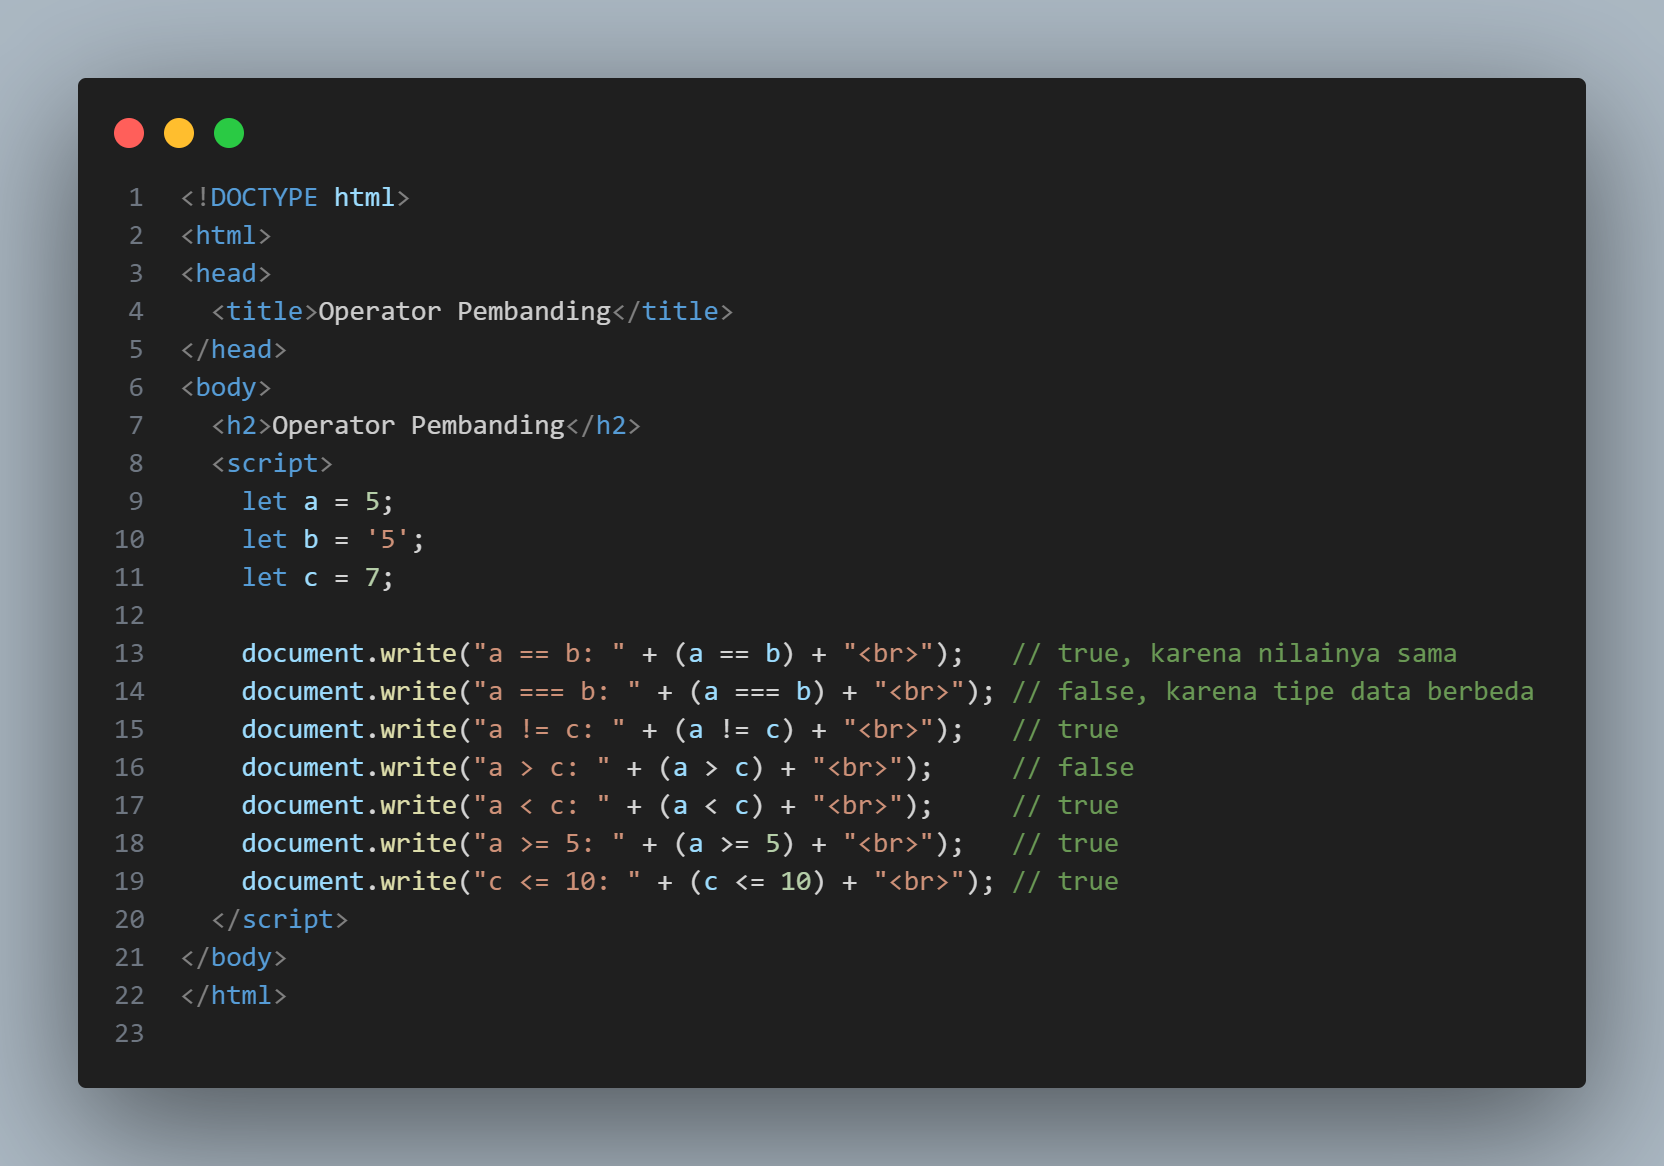 1 <!DOCTYPE html>
2 <html>
3 <head>
4   <title>Operator Pembanding</title>
5 </head>
6 <body>
7   <h2>Operator Pembanding</h2>
8   <script>
9     let a = 5;
10     let b = '5';
11     let c = 7;
12
13     document.write("a == b: " + (a == b) + "<br>");   // true, karena nilainya sama
14     document.write("a === b: " + (a === b) + "<br>"); // false, karena tipe data berbeda
15     document.write("a != c: " + (a != c) + "<br>");   // true
16     document.write("a > c: " + (a > c) + "<br>");     // false
17     document.write("a < c: " + (a < c) + "<br>");     // true
18     document.write("a >= 5: " + (a >= 5) + "<br>");   // true
19     document.write("c <= 10: " + (c <= 10) + "<br>"); // true
20   </script>
21 </body>
22 </html>
23